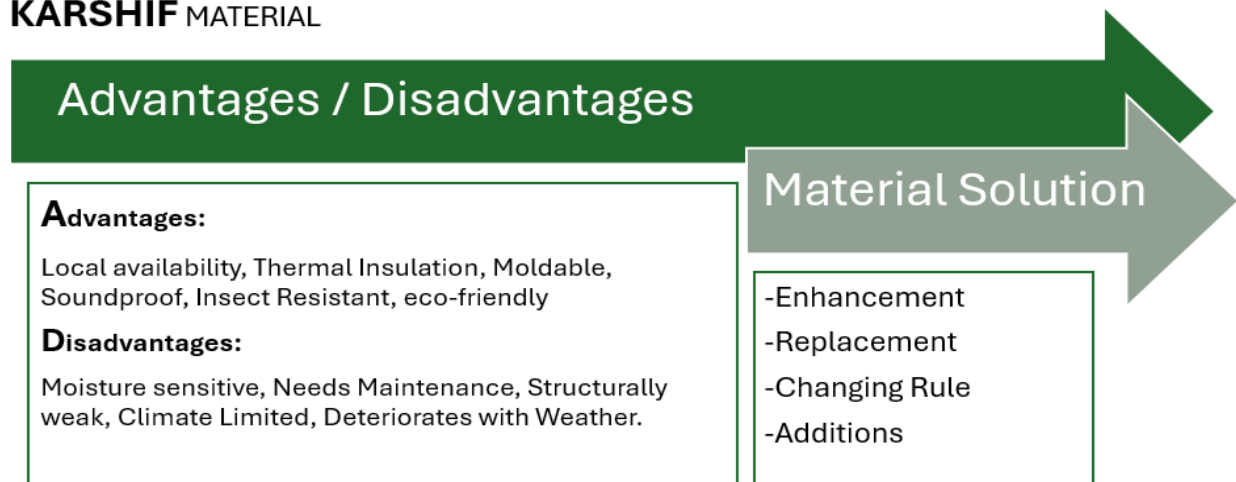 KARSHIF MATERIAL
Advantages / Disadvantages
Material Solution
Advantages:
Local availability, Thermal Insulation, Moldable,
Soundproof, Insect Resistant, eco-friendly
Disadvantages:
Moisture sensitive, Needs Maintenance, Structurally
weak, Climate Limited, Deteriorates with Weather.
-Enhancement
-Replacement
-Changing Rule
-Additions